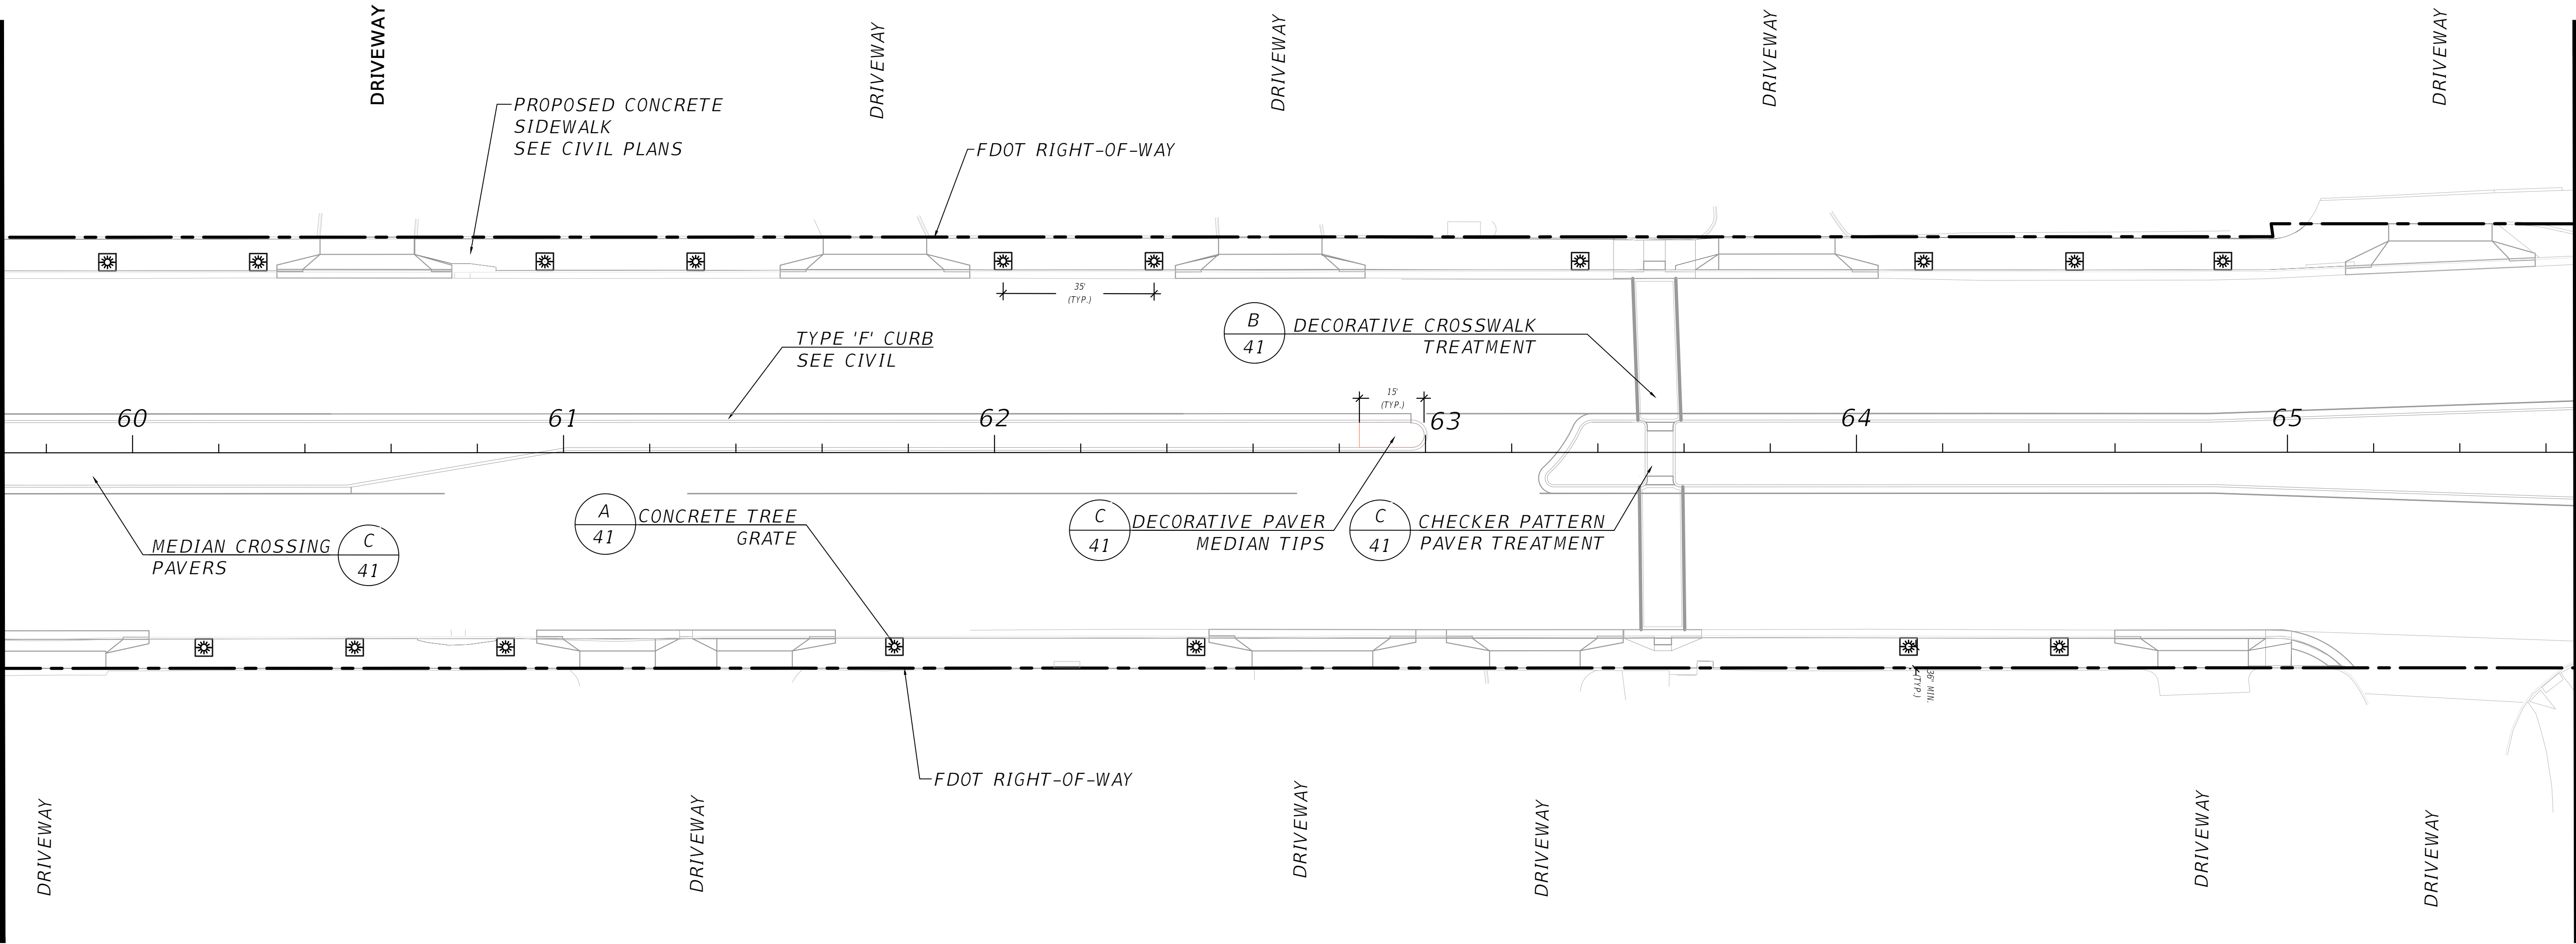 DRIVEWAY
DRIVEWAY
DRIVEWAY
DRIVEWAY
DRIVEWAY
PROPOSED CONCRETE
SIDEWALK
SEE CIVIL PLANS
FDOT RIGHT-OF-WAY
35'
(TYP.)
TYPE 'F' CURB
SEE CIVIL
B
41
DECORATIVE CROSSWALK
TREATMENT
15'
(TYP.)
60
61
62
63
64
65
MEDIAN CROSSING
PAVERS
C
41
A
41
CONCRETE TREE
GRATE
C
41
DECORATIVE PAVER
MEDIAN TIPS
C
41
CHECKER PATTERN
PAVER TREATMENT
36" MIN.
(TYP.)
FDOT RIGHT-OF-WAY
DRIVEWAY
DRIVEWAY
DRIVEWAY
DRIVEWAY
DRIVEWAY
DRIVEWAY